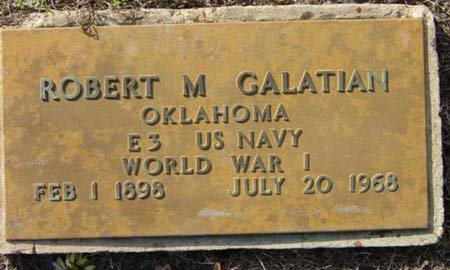 ROBERT M GALATIAN
OKLAHOMA
E3 US NAVY
WORLD WAR I
FEB 1 1898 JULY 20 1968